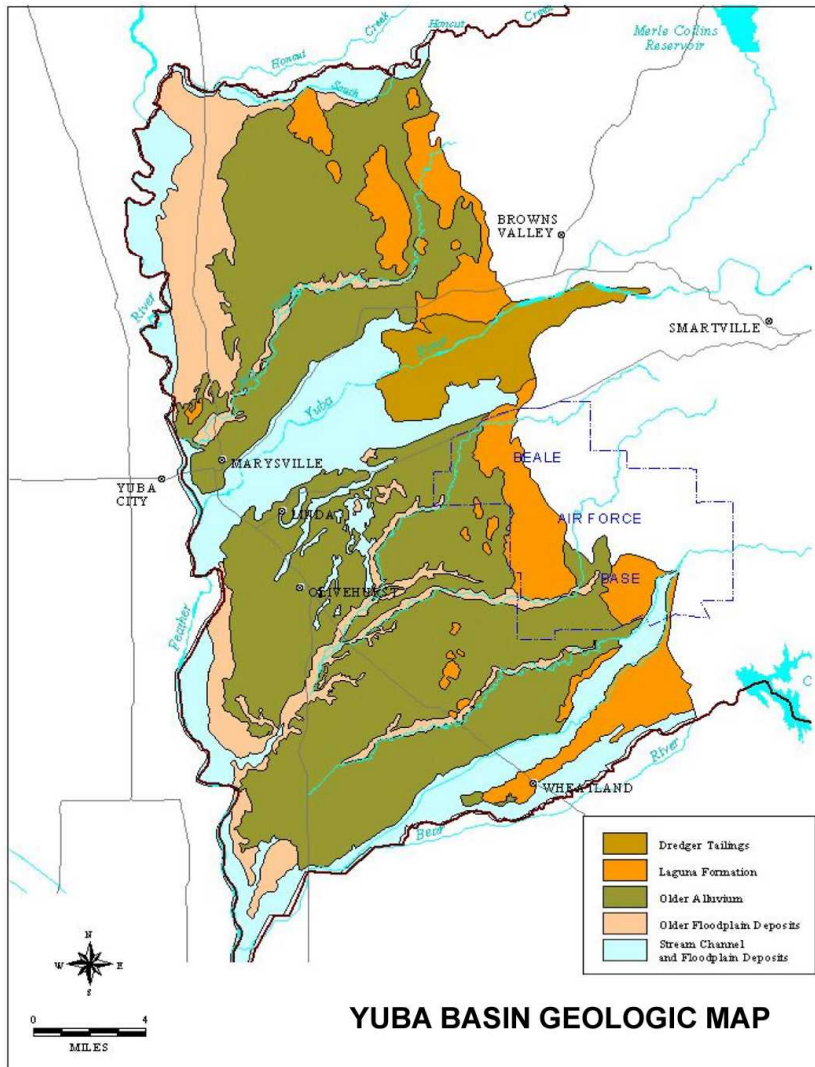 Honcut
Creek
Honcut
Creek
South
Merle Collins
Reservoir
BROWNS
VALLEY
River
SMARTVILLE
River
Yuba
MARYSVILLE
YUBA
CITY
BEALE
LINDA
AIR FORCE
OLIVEHURST
BASE
Feather
River
WHEATLAND
Bear
Dredger Tailings
Laguna Formation
Older Alluvium
Older Floodplain Deposits
Stream Channel
and Floodplain Deposits
N
W E
S
0 4
MILES
YUBA BASIN GEOLOGIC MAP